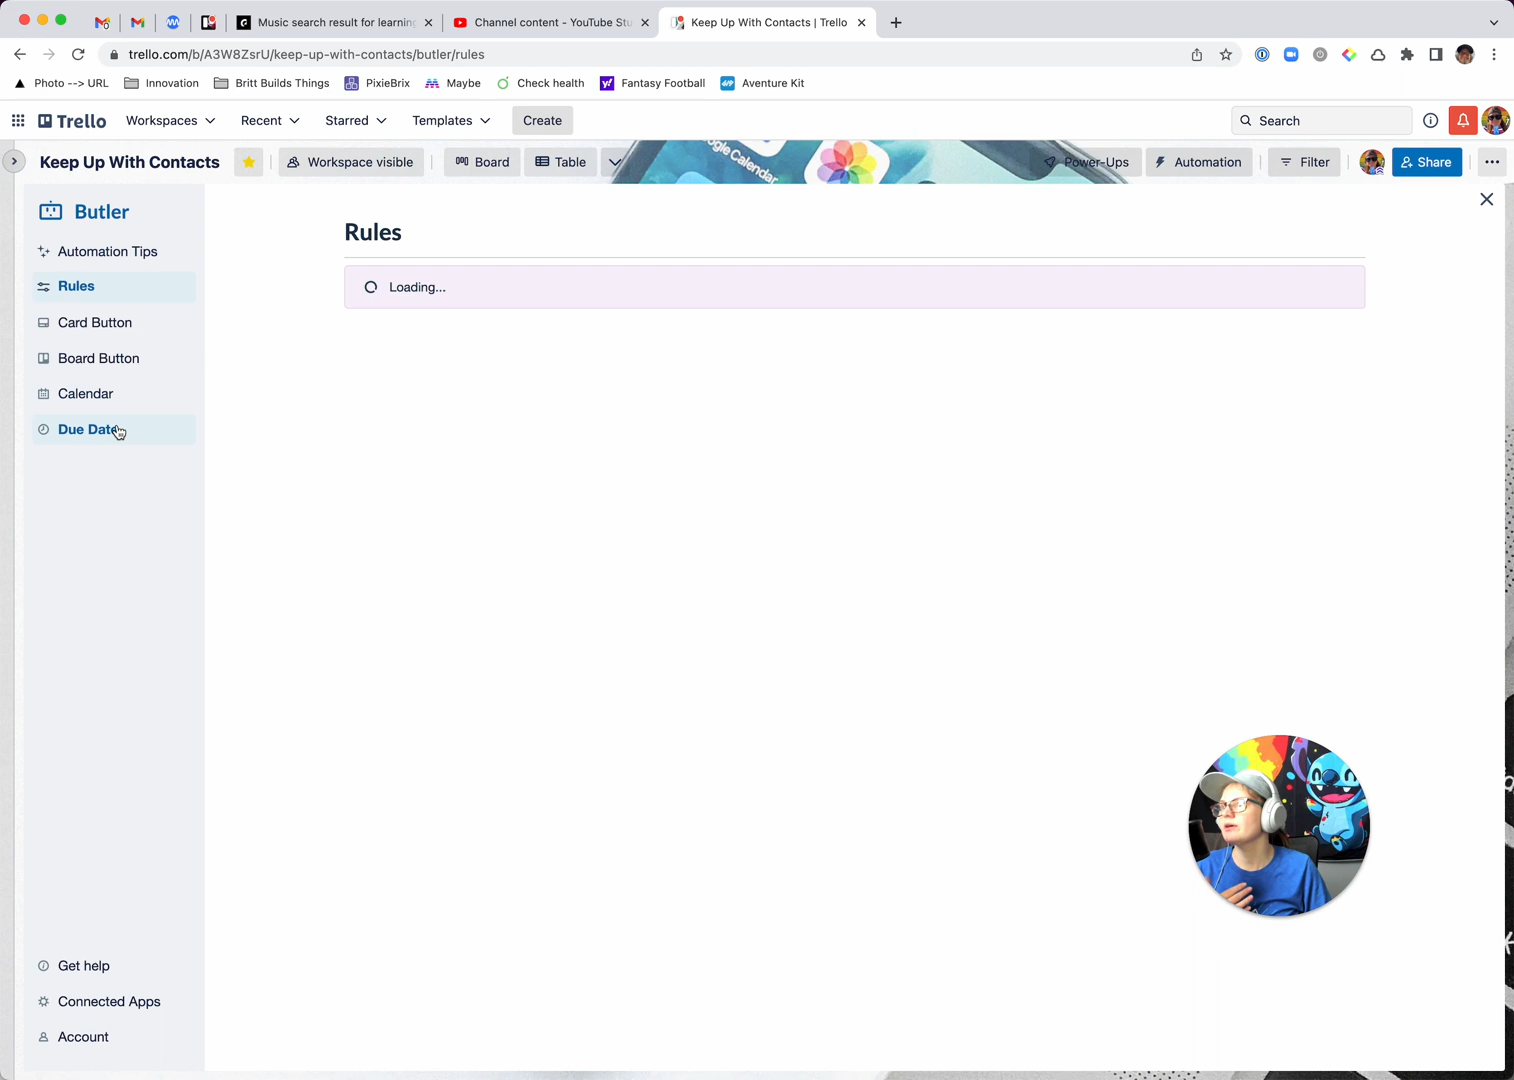 Music search result for learning
Channel content - YouTube Stu
Keep Up With Contacts | Trello
trello.com/b/A3W8ZsrU/keep-up-with-contacts/butler/rules
Photo --> URL
Innovation
Britt Builds Things
PixieBrix
Maybe
Check health
Fantasy Football
Aventure Kit
Trello
Workspaces
Recent
Starred
Templates
Create
Search
Keep Up With Contacts
Workspace visible
Board
Table
Google Calendar
Power-Ups
Automation
Filter
Share
Butler
Automation Tips
Rules
Card Button
Board Button
Calendar
Due Date
Rules
Loading...
Get help
Connected Apps
Account